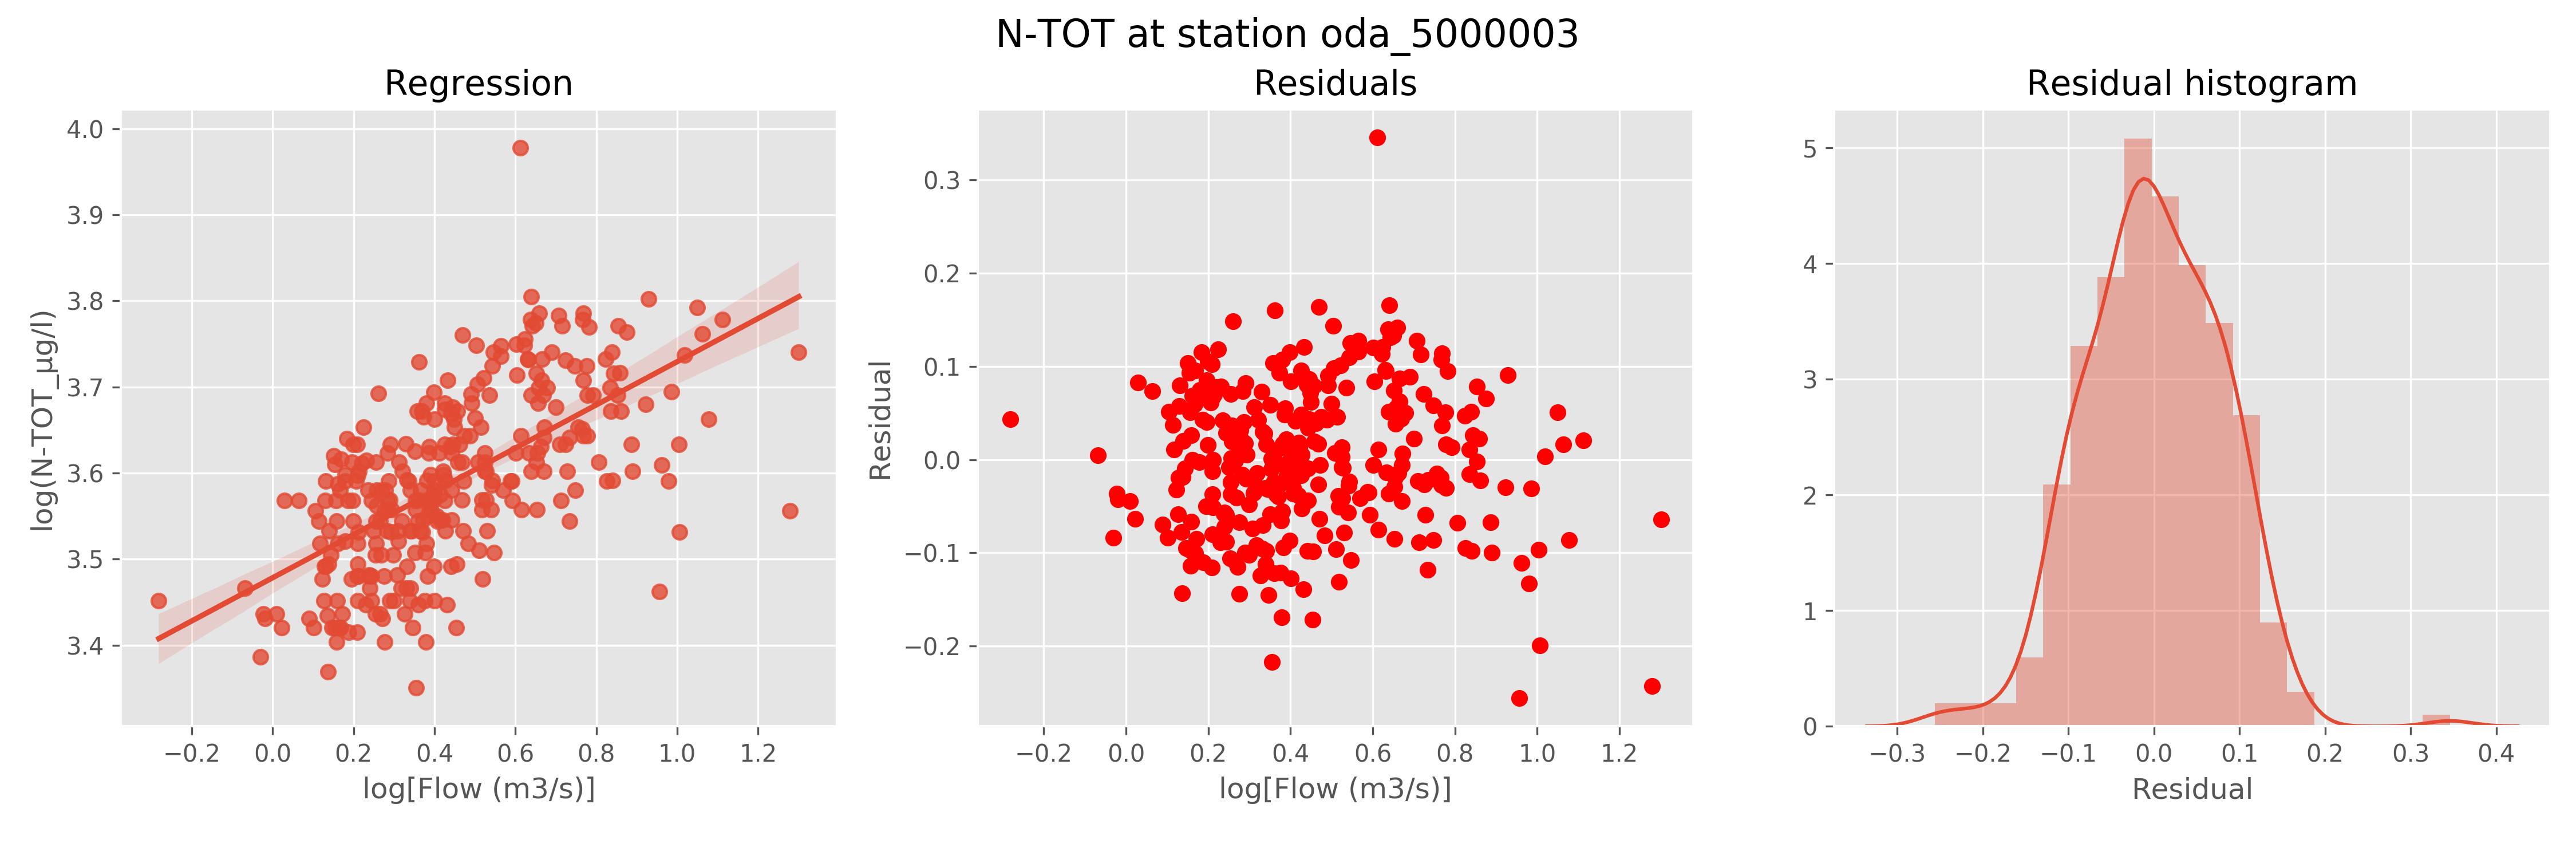 N-TOT at station oda_5000003
Regression
4.0
3.9
3.8
3.7
3.6
3.5
3.4
log(N-TOT_µg/l)
−0.2 0.0 0.2 0.4 0.6 0.8 1.0 1.2
log[Flow (m3/s)]
Residuals
0.3
0.2
0.1
0.0
−0.1
−0.2
Residual
−0.2 0.0 0.2 0.4 0.6 0.8 1.0 1.2
log[Flow (m3/s)]
Residual histogram
5
4
3
2
1
0
−0.3 −0.2 −0.1 0.0 0.1 0.2 0.3 0.4
Residual